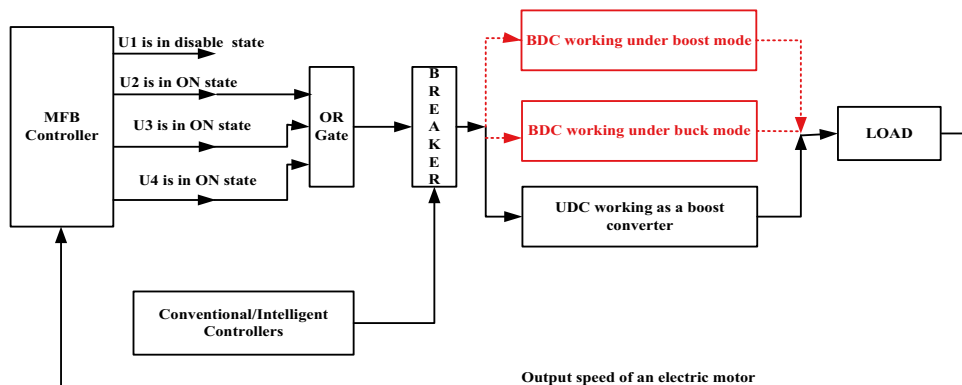 U1 is in disable state
U2 is in ON state
MFB
Controller
U3 is in ON state
U4 is in ON state
OR
Gate
BREAKER
BDC working under boost mode
BDC working under buck mode
UDC working as a boost
converter
LOAD
Conventional/Intelligent
Controllers
Output speed of an electric motor